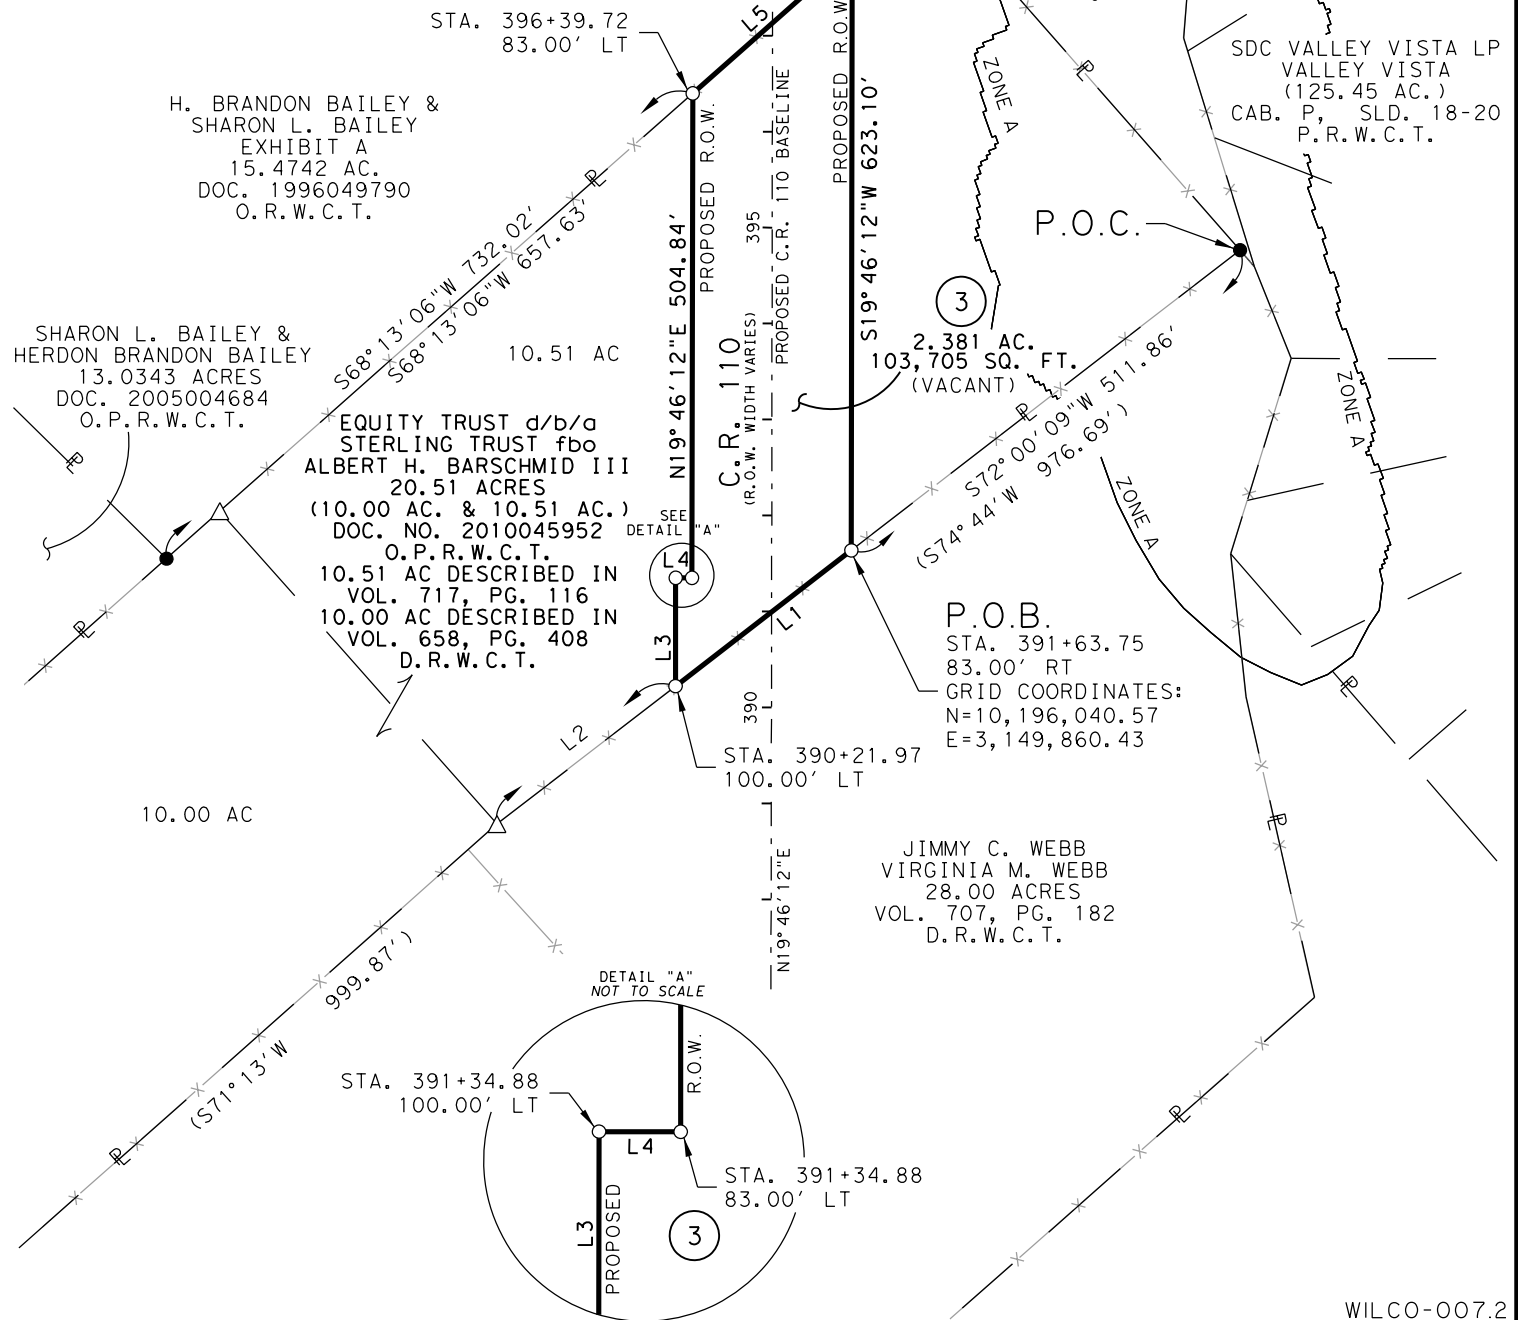 STA. 396+39.72
83.00' LT
L5
PROPOSED R.O.W.
ZONE A
PL
SDC VALLEY VISTA LP
VALLEY VISTA
(125.45 AC.)
CAB. P, SLD. 18-20
P.R.W.C.T.
H. BRANDON BAILEY &
SHARON L. BAILEY
EXHIBIT A
15.4742 AC.
DOC. 1996049790
O.R.W.C.T.
PL
PROPOSED R.O.W.
PROPOSED C.R. 110 BASELINE
S19°46'12"W 623.10'
395
P.O.C.
S68°13'06"W 732.02'
S68°13'06"W 657.63'
N19°46'12"E 504.84'
3
2.381 AC.
103,705 SQ. FT.
(VACANT)
SHARON L. BAILEY &
HERDON BRANDON BAILEY
13.0343 ACRES
DOC. 2005004684
O.P.R.W.C.T.
10.51 AC
C.R. 110
(R.O.W. WIDTH VARIES)
PL
ZONE A
PL
EQUITY TRUST d/b/a
STERLING TRUST fbo
ALBERT H. BARSCHMID III
20.51 ACRES
(10.00 AC. & 10.51 AC.)
DOC. NO. 2010045952
O.P.R.W.C.T.
10.51 AC DESCRIBED IN
VOL. 717, PG. 116
10.00 AC DESCRIBED IN
VOL. 658, PG. 408
D.R.W.C.T.
S72°00'09"W 511.86'
(S74°44'W 976.69')
ZONE A
SEE
DETAIL "A"
L4
L3
L1
PL
P.O.B.
STA. 391+63.75
83.00' RT
GRID COORDINATES:
N=10,196,040.57
E=3,149,860.43
PL
390
L2
STA. 390+21.97
100.00' LT
10.00 AC
PL
JIMMY C. WEBB
VIRGINIA M. WEBB
28.00 ACRES
VOL. 707, PG. 182
D.R.W.C.T.
N19°46'12"E
(S71°13'W 999.87')
DETAIL "A"
NOT TO SCALE
R.O.W.
STA. 391+34.88
100.00' LT
L4
PL
PL
STA. 391+34.88
83.00' LT
L3
PROPOSED
3
WILCO-007.2